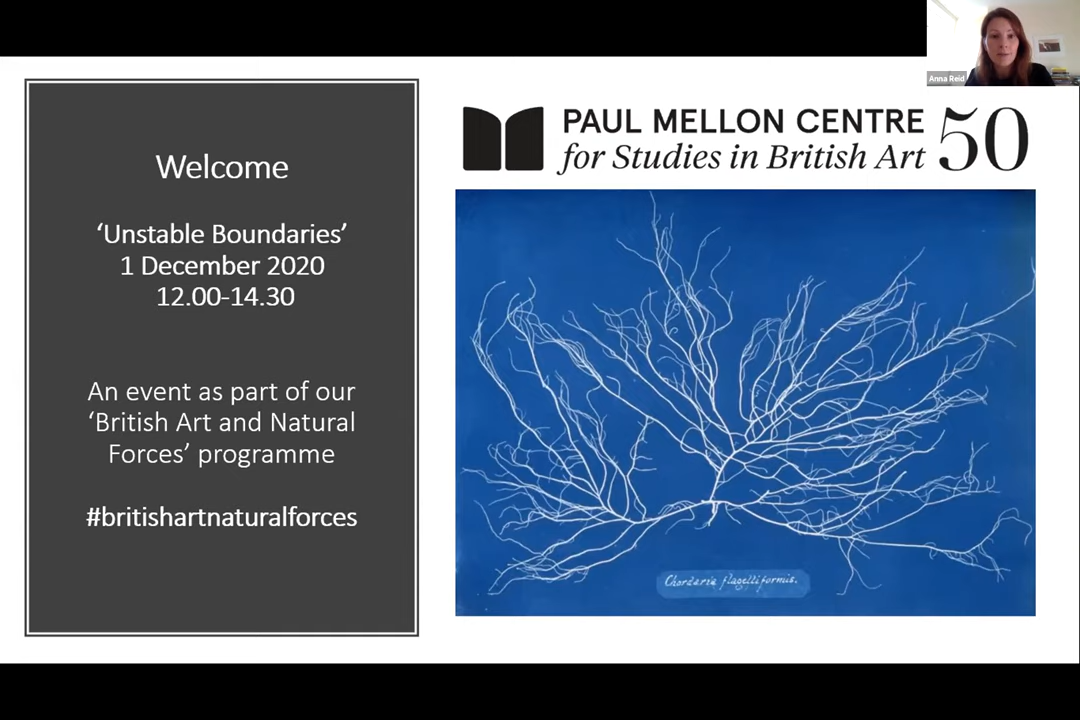 Anna Reid
Welcome
‘Unstable Boundaries’
1 December 2020
12.00-14.30
An event as part of our
‘British Art and Natural
Forces’ programme
#britishartnaturalforces
PAUL MELLON CENTRE
for Studies in British Art
50
Chordaria flagelliformis.